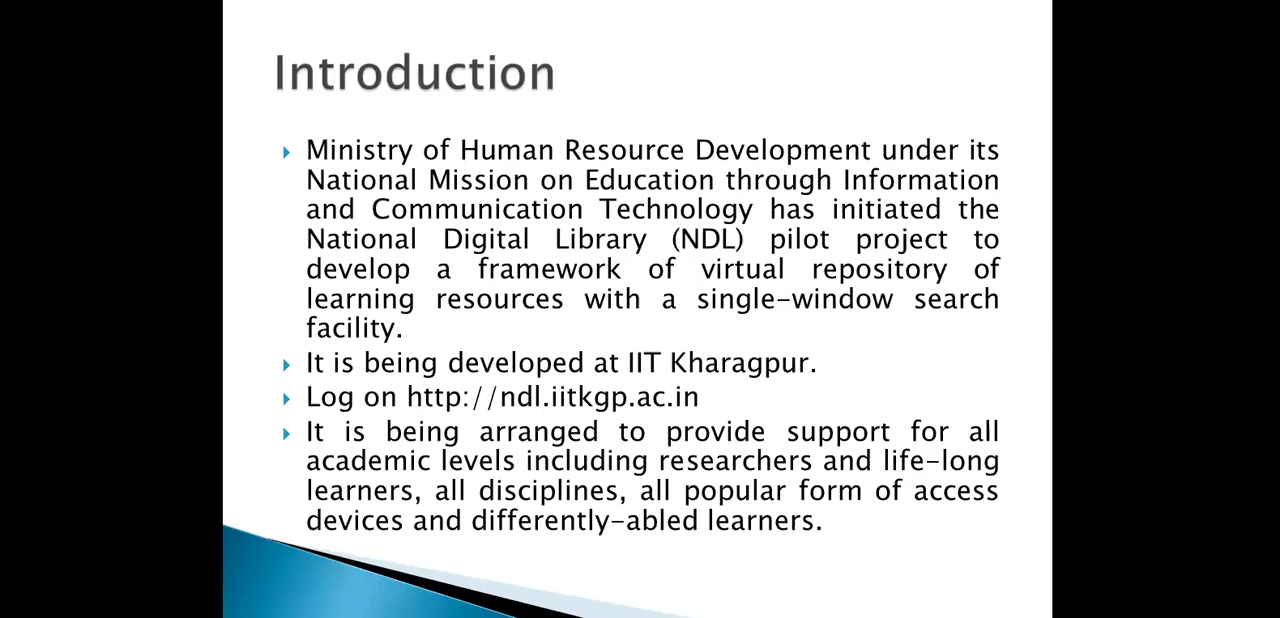 Introduction
Ministry of Human Resource Development under its
National Mission on Education through Information
and Communication Technology has initiated the
National Digital Library (NDL) pilot project to
develop a framework of virtual repository of
learning resources with a single-window search
facility.
It is being developed at IIT Kharagpur.
Log on http://ndl.iitkgp.ac.in
It is being arranged to provide support for all
academic levels including researchers and life-long
learners, all disciplines, all popular form of access
devices and differently-abled learners.